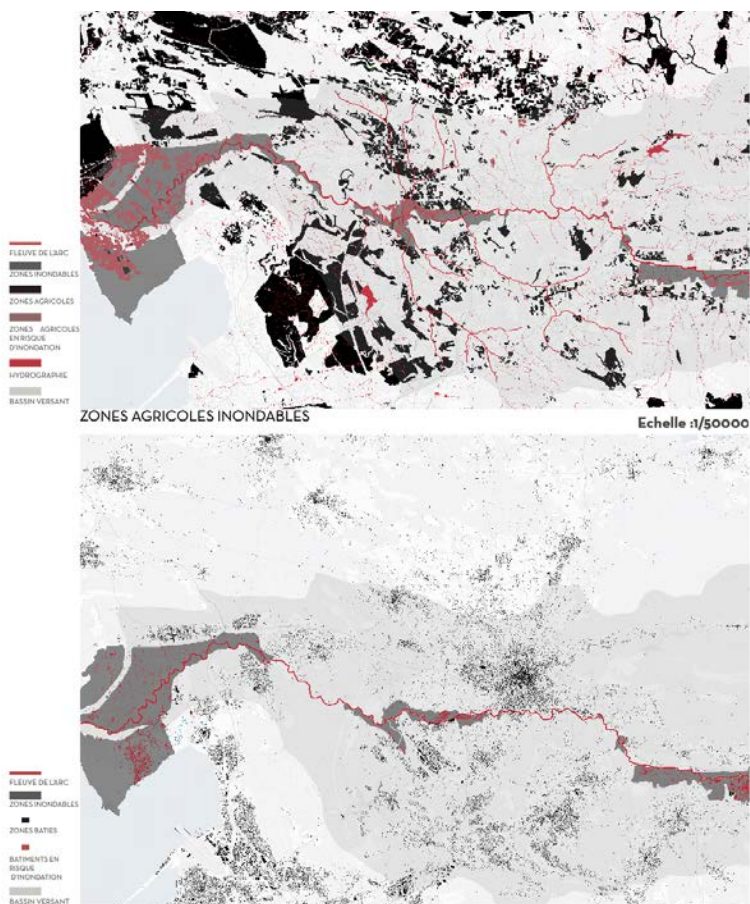 FLEUVE DE L'ARC
ZONES INONDABLES
ZONES AGRICOLES
ZONES AGRICOLES
EN RISQUE
D'INONDATION
HYDROGRAPHIE
BASSIN VERSANT
ZONES AGRICOLES INONDABLES
Echelle :1/50000
FLEUVE DE L'ARC
ZONES INONDABLES
ZONES BATIES
BATIMENTS EN
RISQUE
D'INONDATION
BASSIN VERSANT